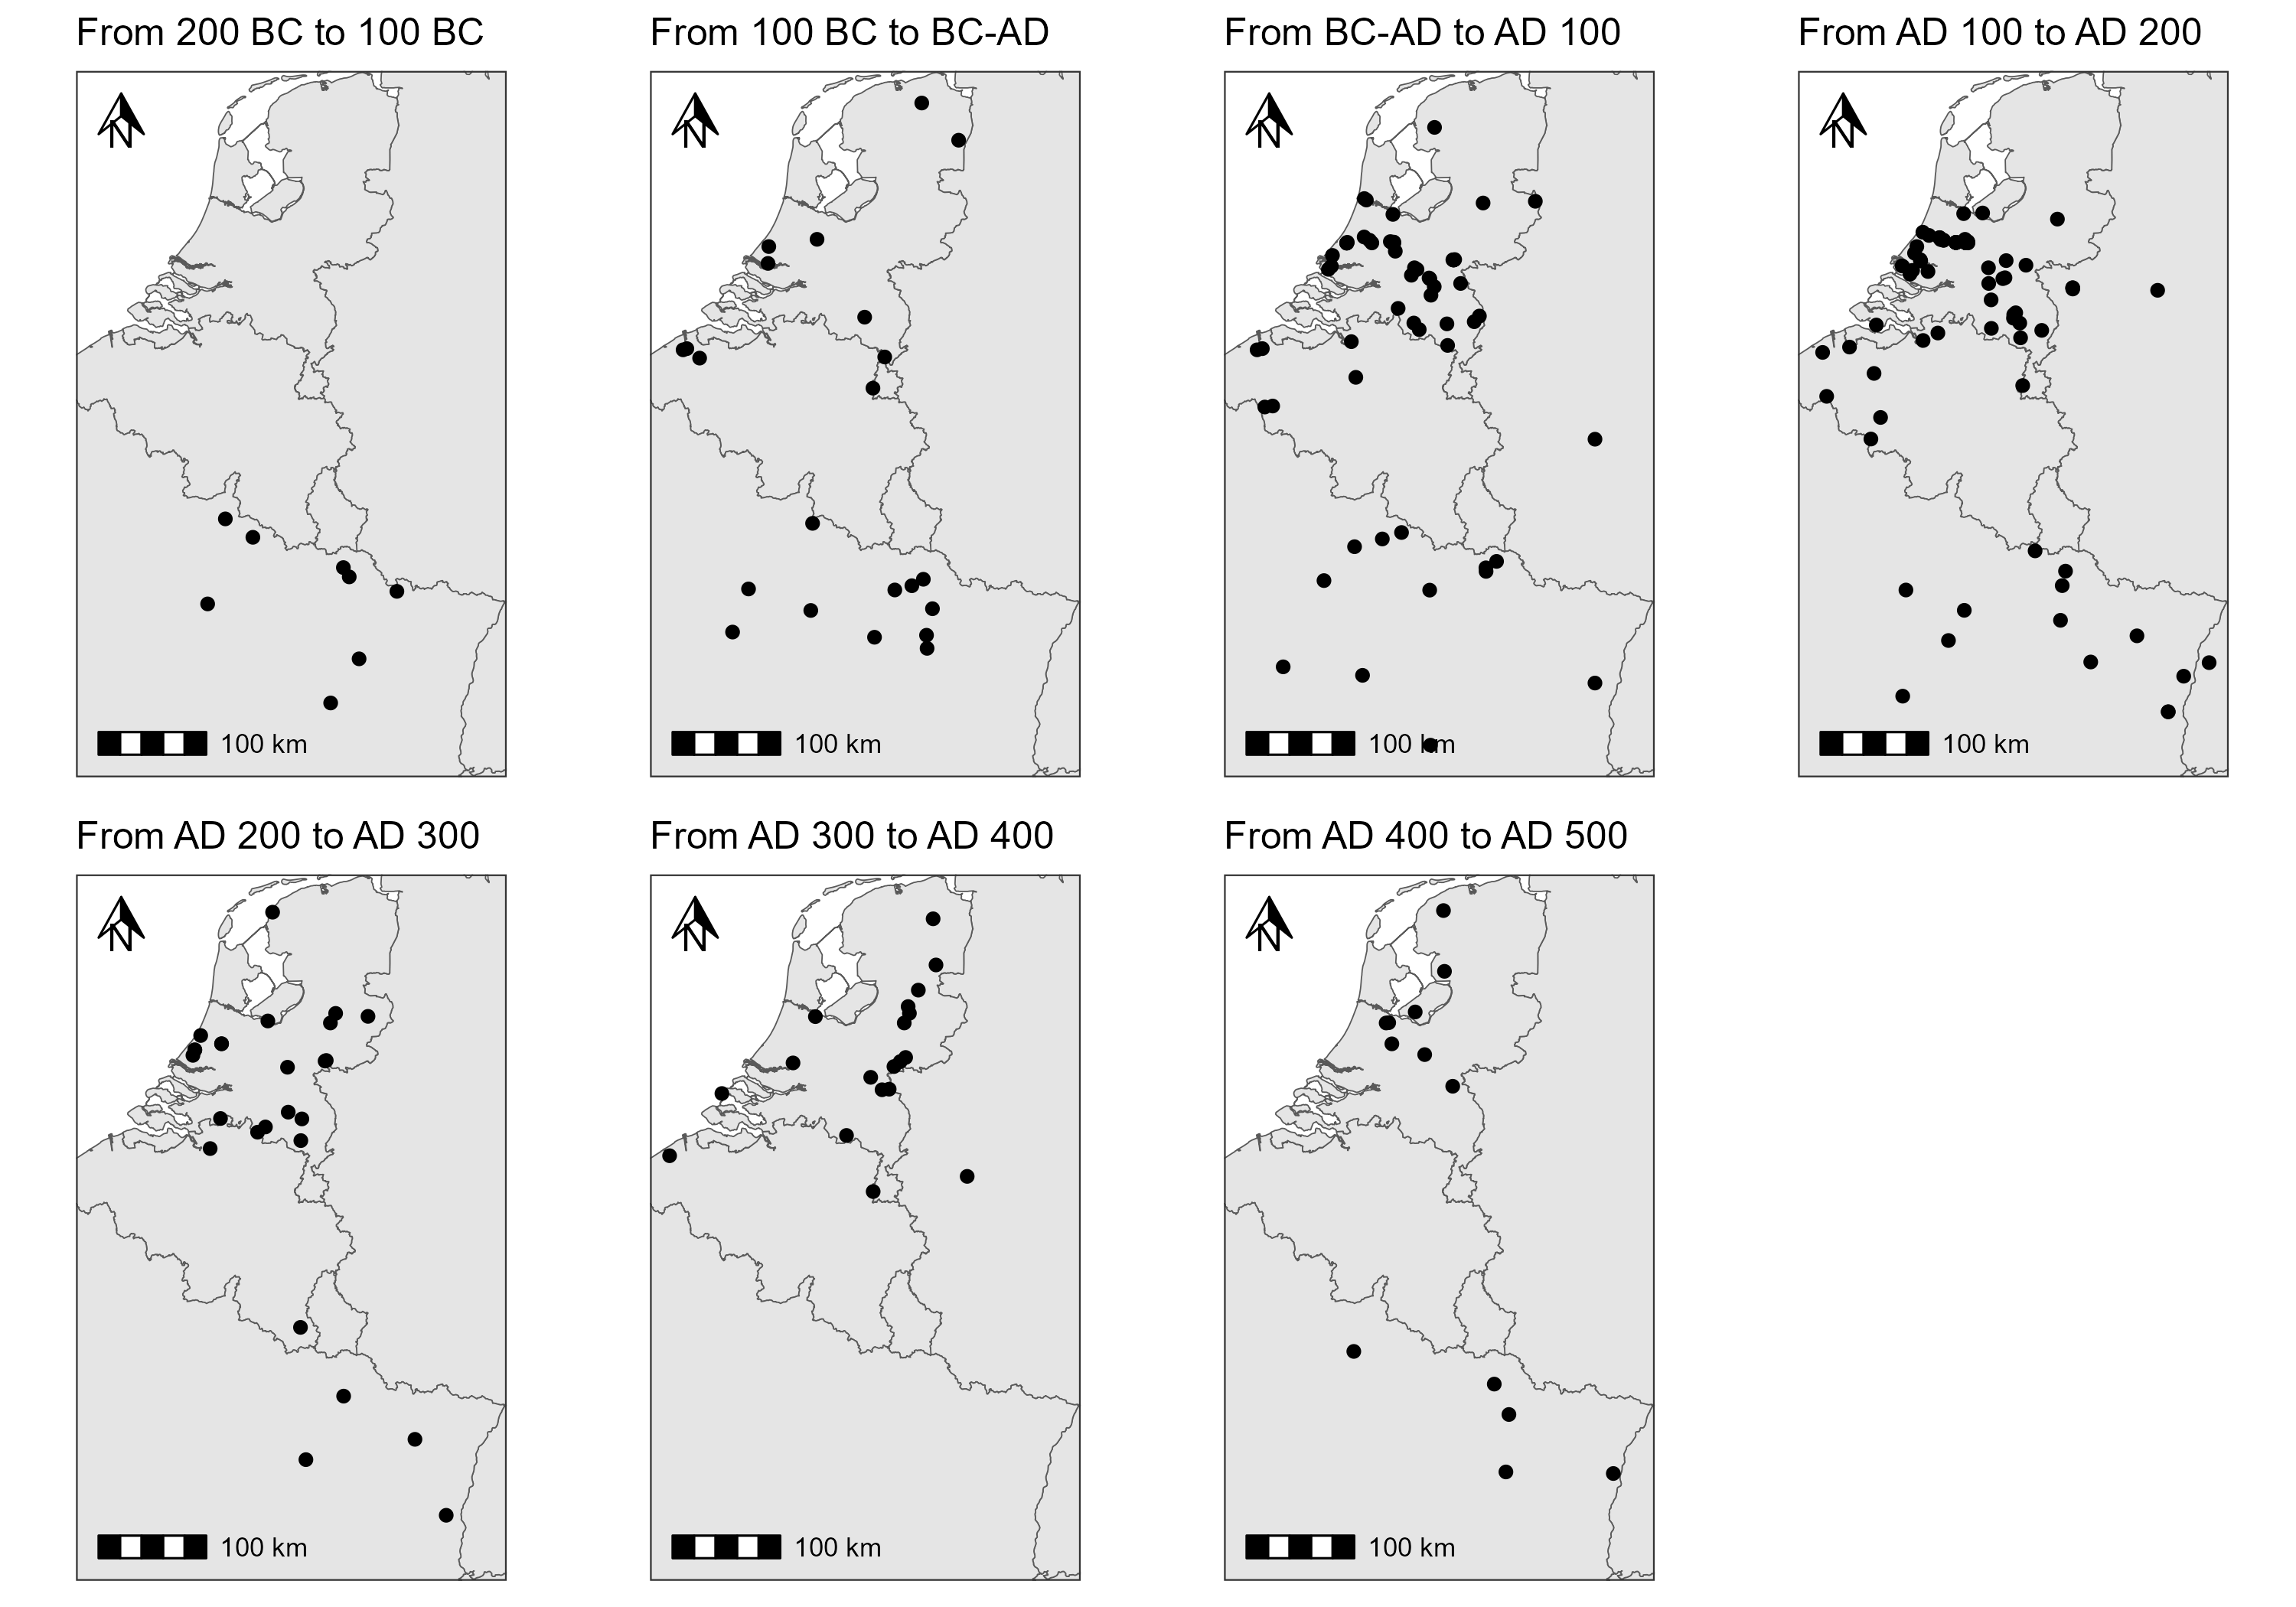 From 200 BC to 100 BC
From 100 BC to BC-AD
From BC-AD to AD 100
From AD 100 to AD 200
N
N
N
N
100 km
100 km
100 km
100 km
From AD 200 to AD 300
From AD 300 to AD 400
From AD 400 to AD 500
N
N
N
100 km
100 km
100 km